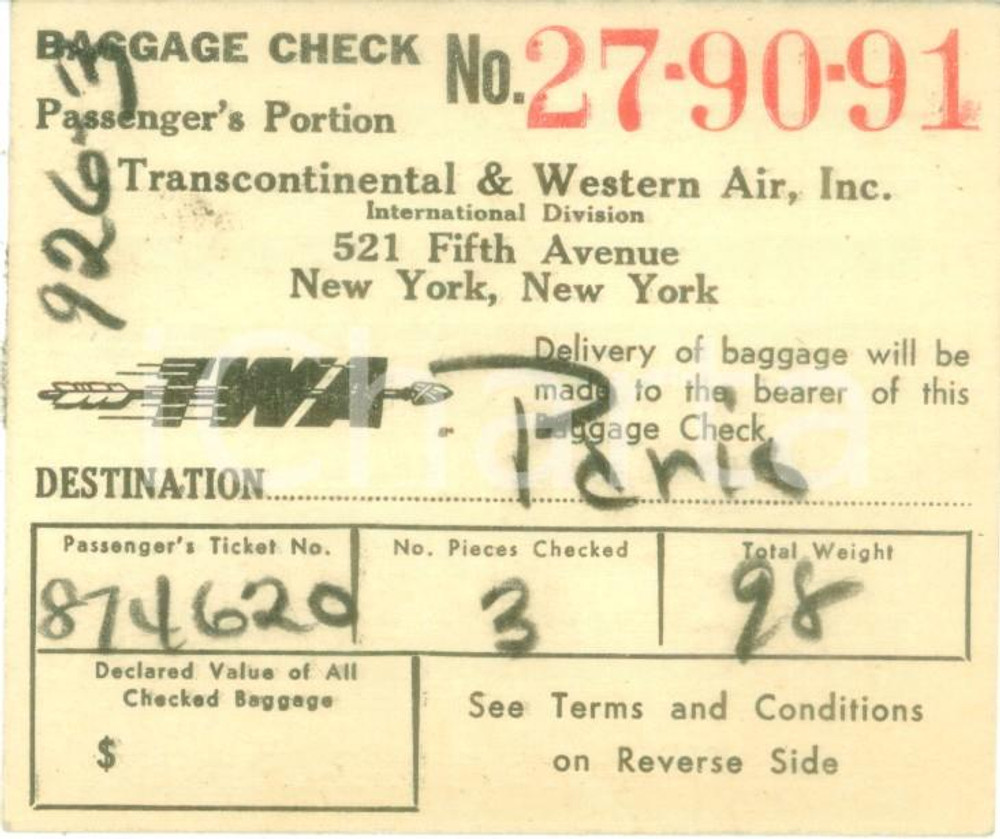 BAGGAGE CHECK
No. 27-90-91
Passenger's Portion
Transcontinental & Western Air, Inc.
International Division
521 Fifth Avenue
New York, New York
TWA
Delivery of baggage will be
made to the bearer of this
Baggage Check
DESTINATION Paris
Passenger's Ticket No.
874620
No. Pieces Checked
3
Total Weight
98
Declared Value of All
Checked Baggage
$
See Terms and Conditions
on Reverse Side